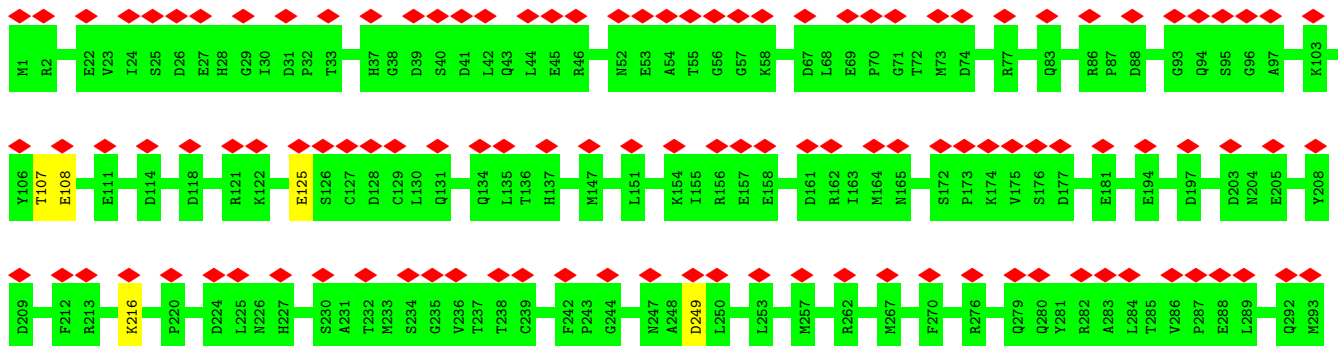 M1 R2 E22 V23 I24 S25 D26 E27 H28 G29 I30 D31 P32 T33 H37 G38 D39 S40 D41 L42 Q43 L44 E45 R46 N52 E53 A54 T55 G56 G57 K58 D67 L68 E69 P70 G71 T72 M73 D74 R77 Q83 R86 P87 D88 G93 Q94 S95 G96 A97 K103
Y106 T107 E108 E111 D114 D118 R121 K122 E125 S126 C127 D128 C129 L130 Q131 Q134 L135 T136 H137 M147 L151 K154 I155 R156 E157 E158 D161 R162 I163 M164 N165 S172 P173 K174 V175 S176 D177 E181 E194 D197 D203 N204 E205 Y208
D209 F212 R213 K216 P220 D224 L225 N226 H227 S230 A231 T232 M233 S234 G235 V236 T237 T238 C239 F242 P243 G244 N247 A248 D249 L250 L253 M257 R262 M267 F270 R276 Q279 Q280 Y281 R282 A283 L284 T285 V286 P287 E288 L289 Q292 M293